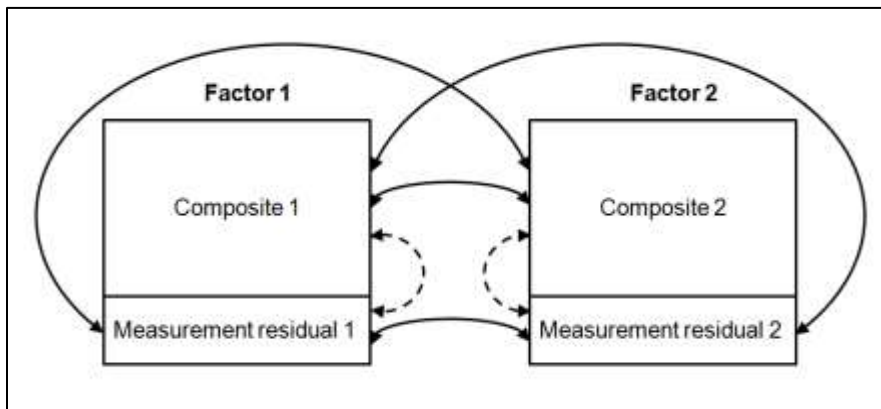 Factor 1
Factor 2
Composite 1
Composite 2
Measurement residual 1
Measurement residual 2